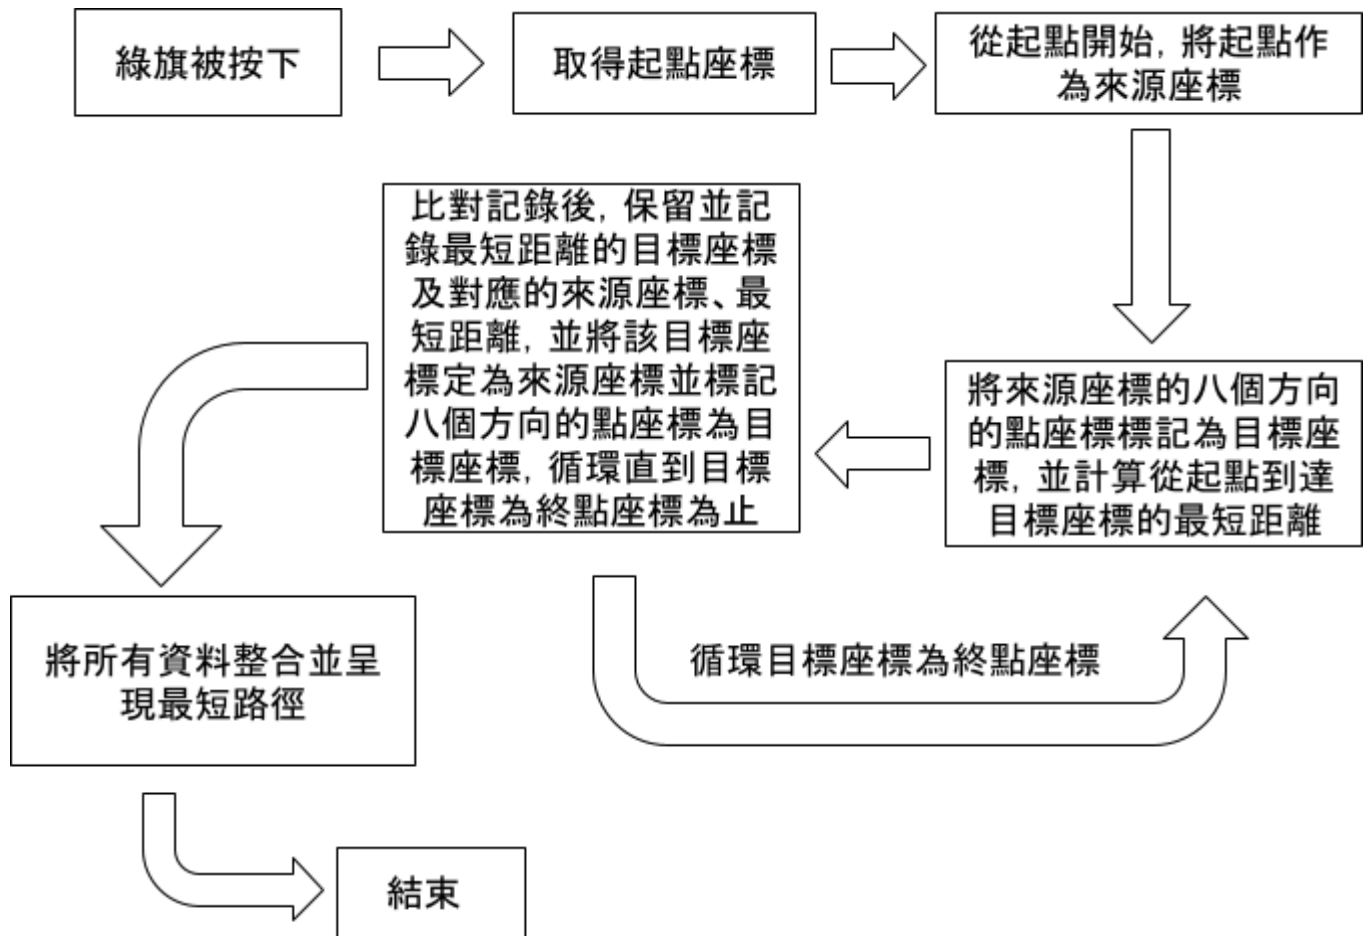 綠旗被按下
取得起點座標
從起點開始, 將起點作
為來源座標
將來源座標的八個方向
的點座標標記為目標座
標, 並計算從起點到達
目標座標的最短距離
比對記錄後, 保留並記
錄最短距離的目標座標
及對應的來源座標、最
短距離, 並將該目標座
標定為來源座標並標記
八個方向的點座標為目
標座標, 循環直到目標
座標為終點座標為止
循環目標座標為終點座標
將所有資料整合並呈
現最短路徑
結束